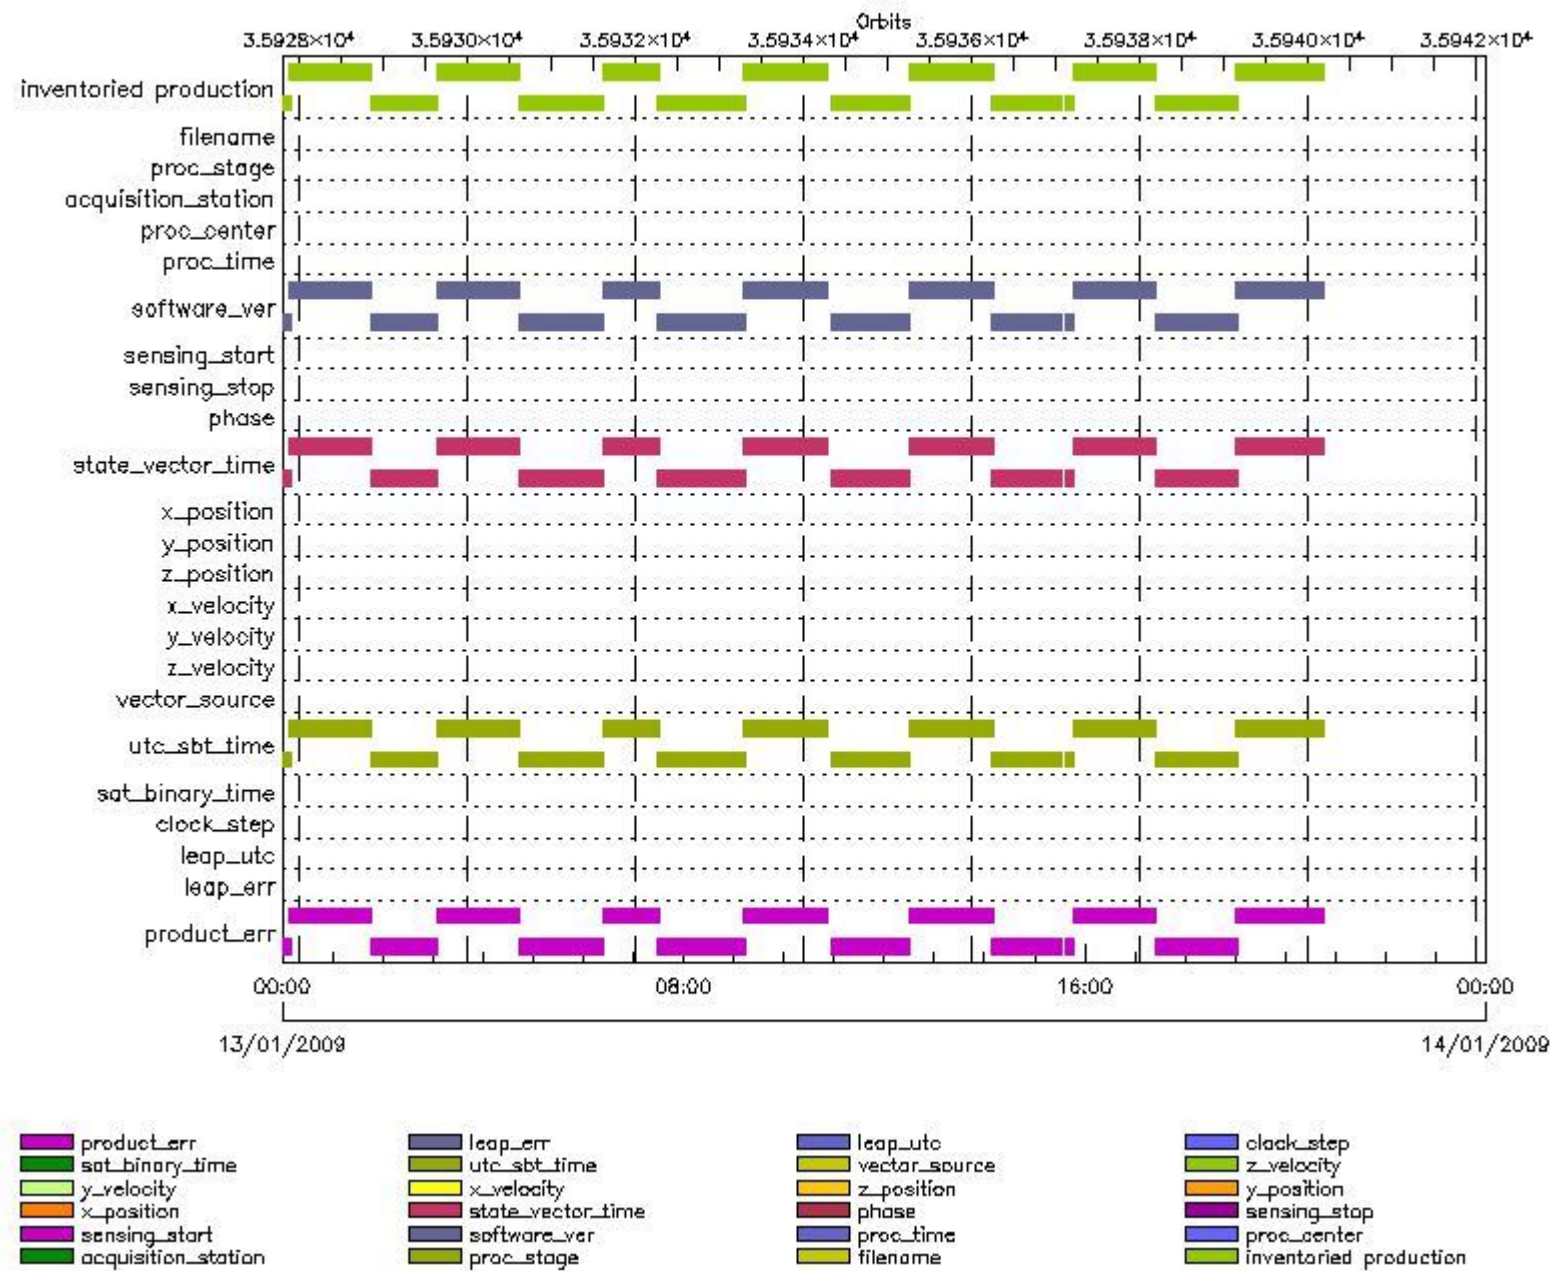 Orbits
3.5928×10⁴ 3.5930×10⁴ 3.5932×10⁴ 3.5934×10⁴ 3.5936×10⁴ 3.5938×10⁴ 3.5940×10⁴ 3.5942×10⁴
inventoried production
filename
proc_stage
acquisition_station
proc_center
proc_time
software_ver
sensing_start
sensing_stop
phase
state_vector_time
x_position
y_position
z_position
x_velocity
y_velocity
z_velocity
vector_source
utc_sbt_time
sat_binary_time
clock_step
leap_utc
leap_err
product_err
00:00 08:00 16:00 00:00
13/01/2009 14/01/2009
product_err leap_err leap_utc clock_step
sat_binary_time utc_sbt_time vector_source z_velocity
y_velocity x_velocity z_position y_position
x_position state_vector_time phase sensing_stop
sensing_start software_ver proc_time proc_center
acquisition_station proc_stage filename inventoried production